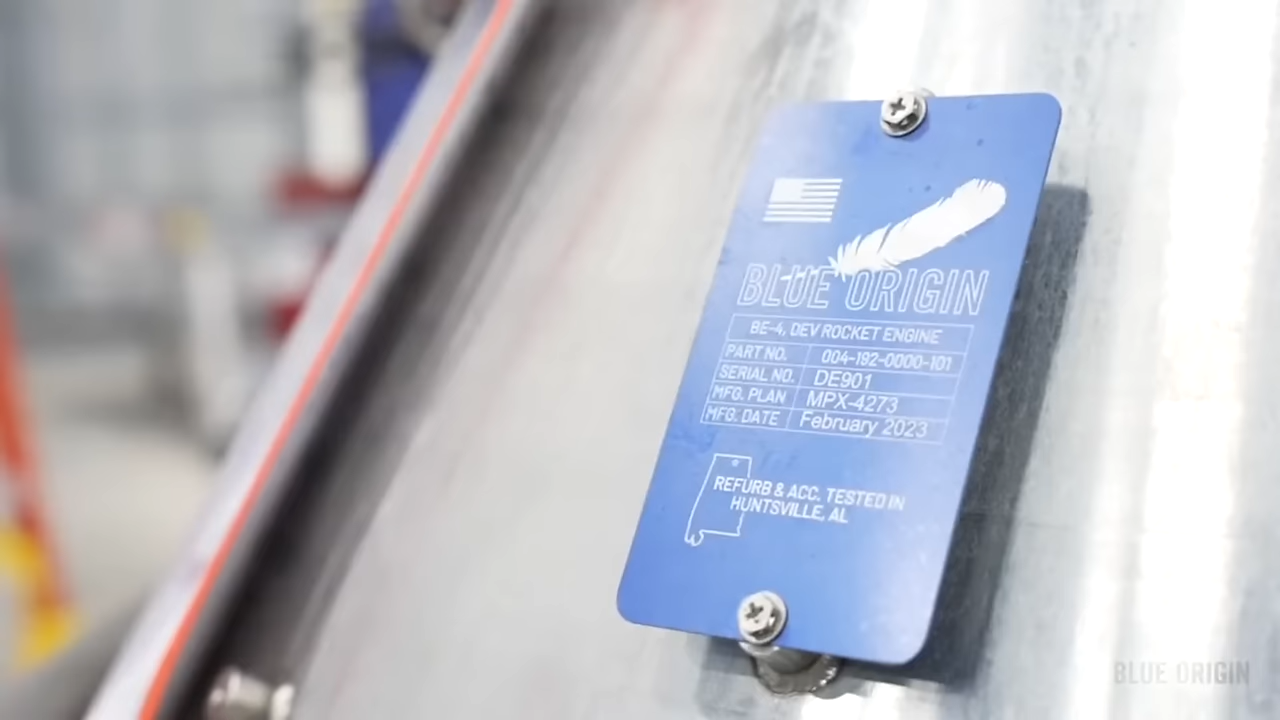 BLUE ORIGIN
BE-4, DEV ROCKET ENGINE
PART NO. 004-192-0000-101
SERIAL NO. DE901
MFG. PLAN MPX-4273
MFG. DATE February 2023
REFURB & ACC. TESTED IN
HUNTSVILLE, AL
BLUE ORIGIN